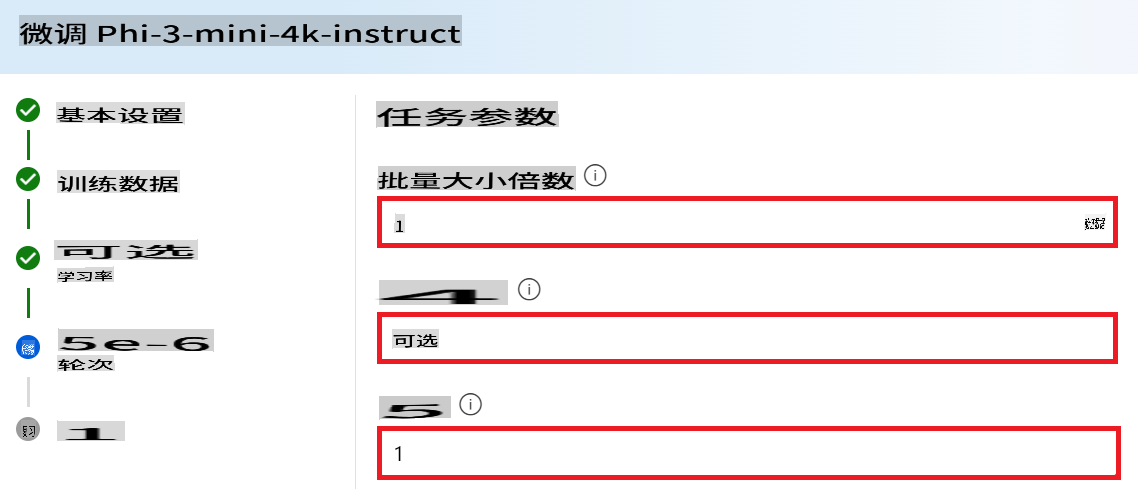 微调 Phi-3-mini-4k-instruct
基本设置
训练数据
可选
学习率
5e-6
轮次
1
任务参数
批量大小倍数
1
4
可选
5
1